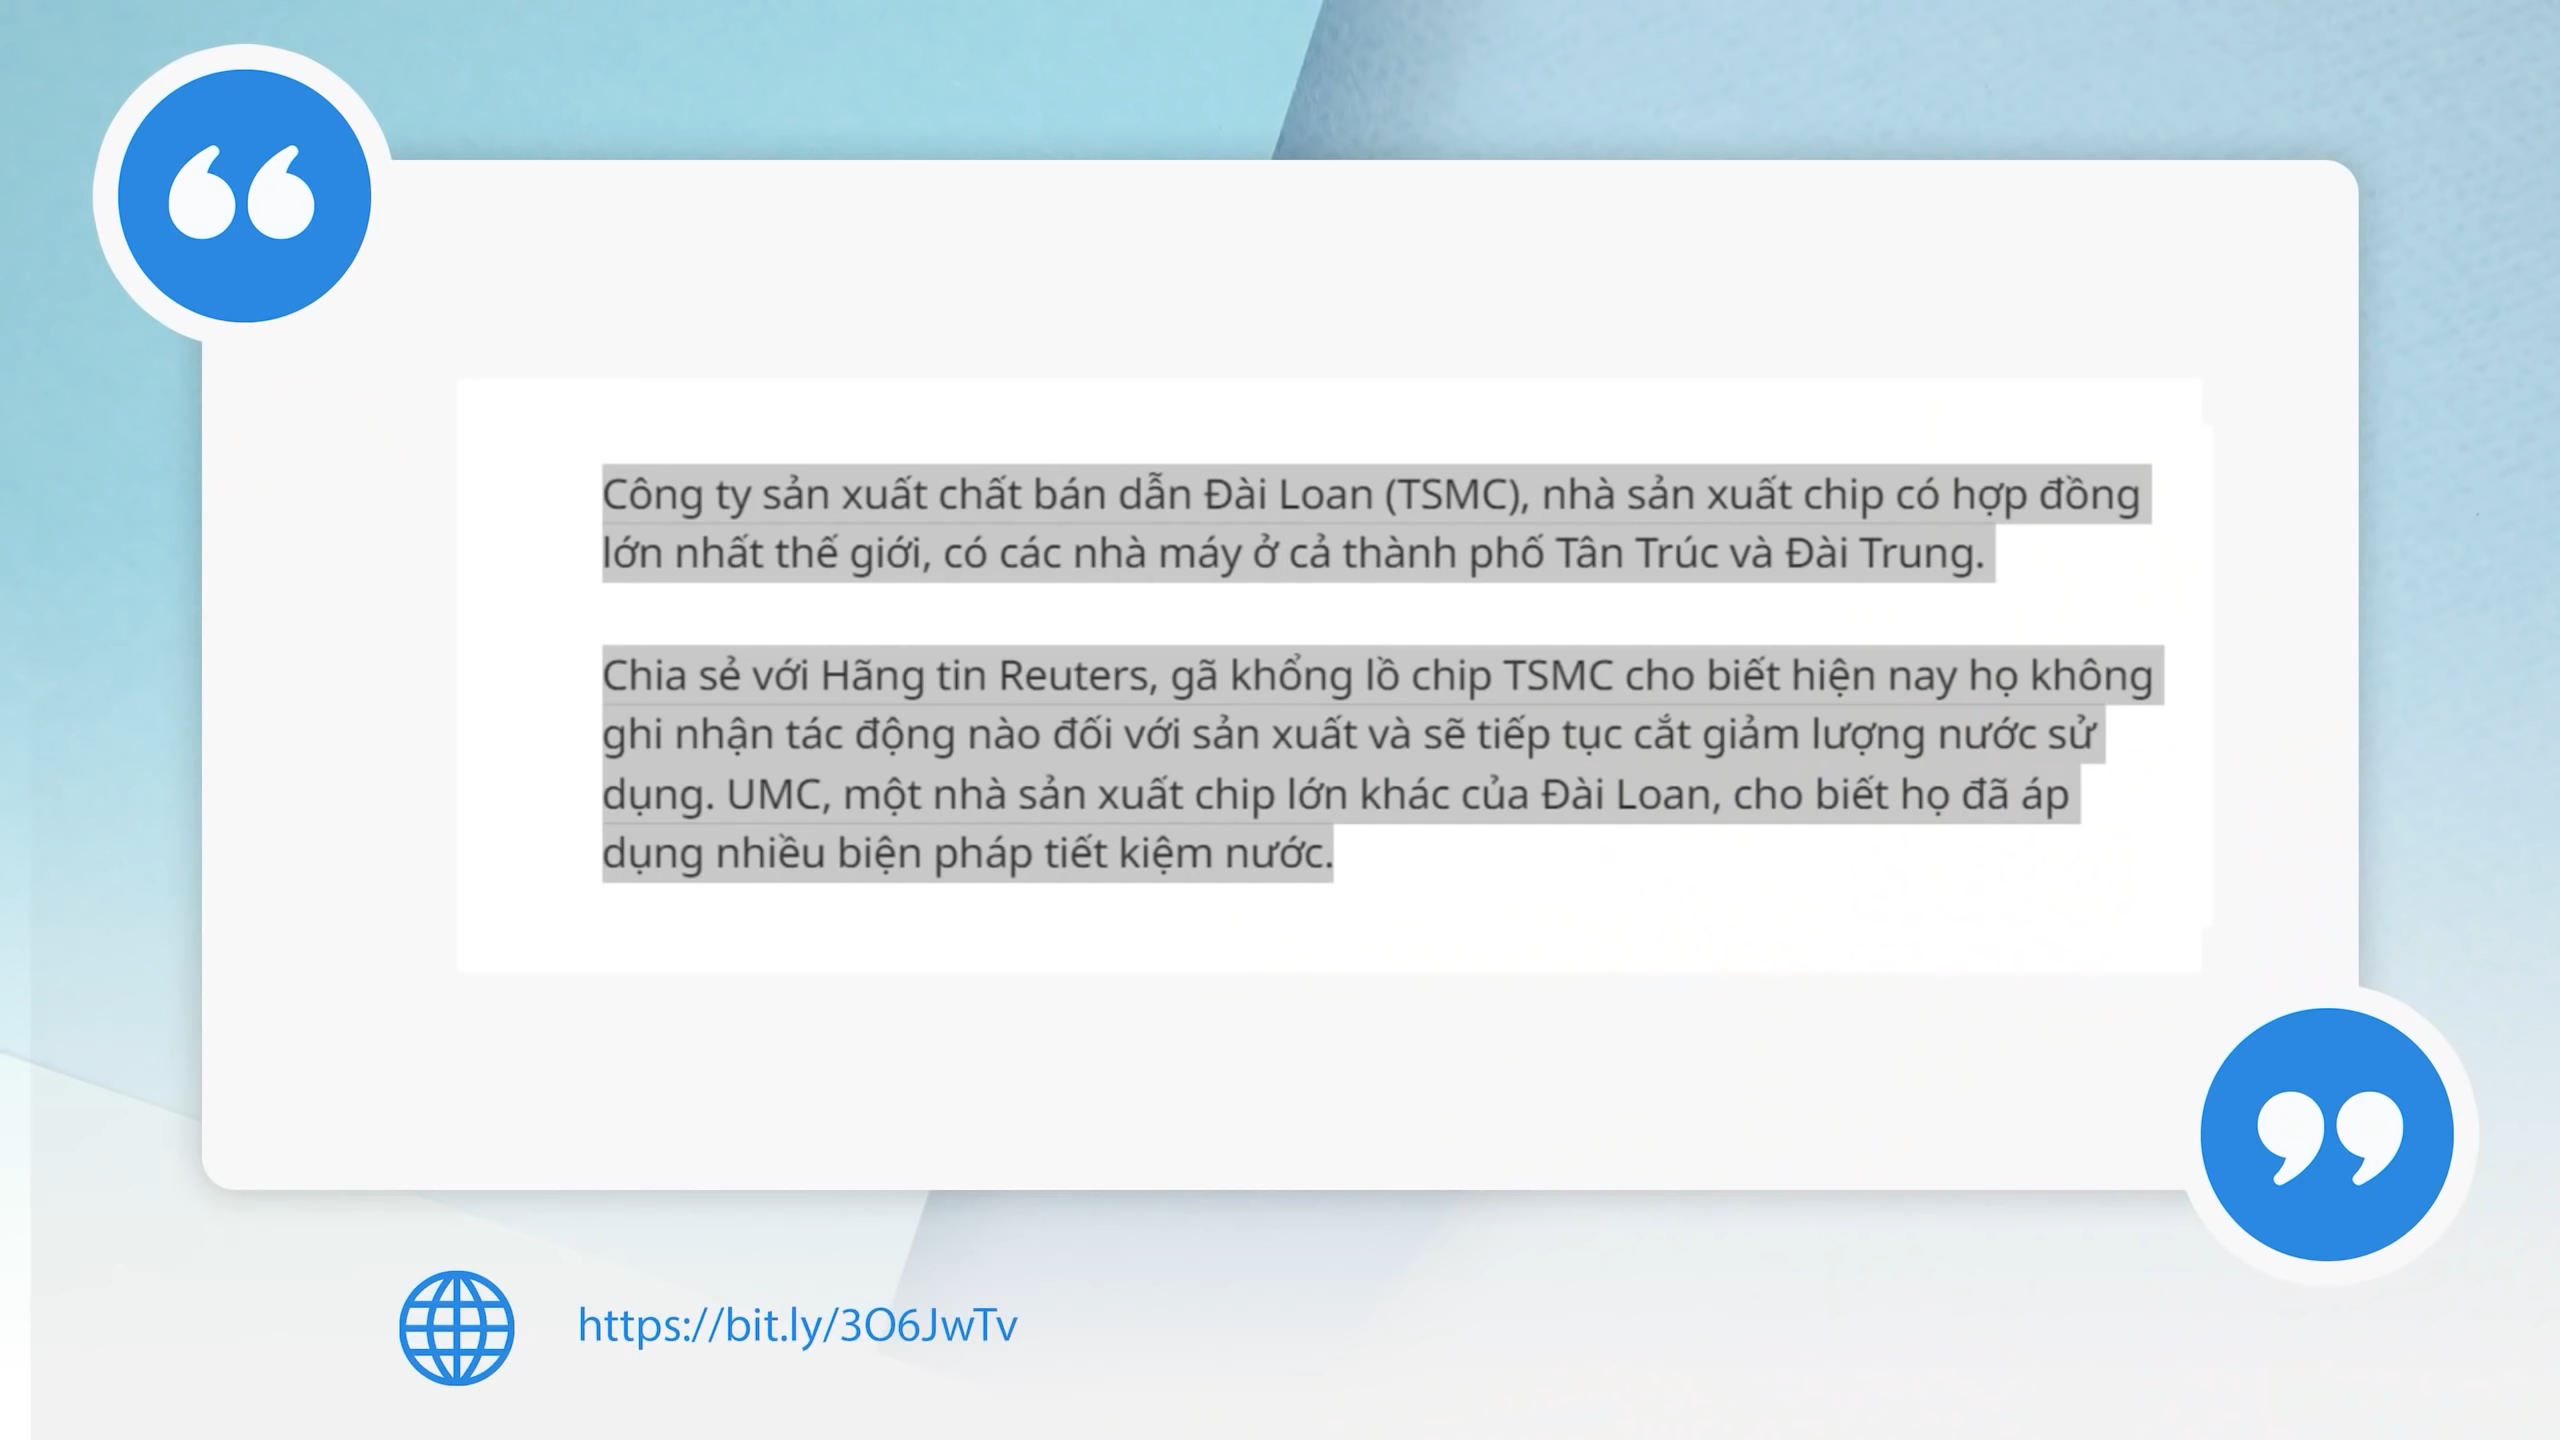 Công ty sản xuất chất bán dẫn Đài Loan (TSMC), nhà sản xuất chip có hợp đồng
lớn nhất thế giới, có các nhà máy ở cả thành phố Tân Trúc và Đài Trung.
Chia sẻ với Hãng tin Reuters, gã khổng lồ chip TSMC cho biết hiện nay họ không
ghi nhận tác động nào đối với sản xuất và sẽ tiếp tục cắt giảm lượng nước sử
dụng. UMC, một nhà sản xuất chip lớn khác của Đài Loan, cho biết họ đã áp
dụng nhiều biện pháp tiết kiệm nước.
https://bit.ly/3O6JwTv